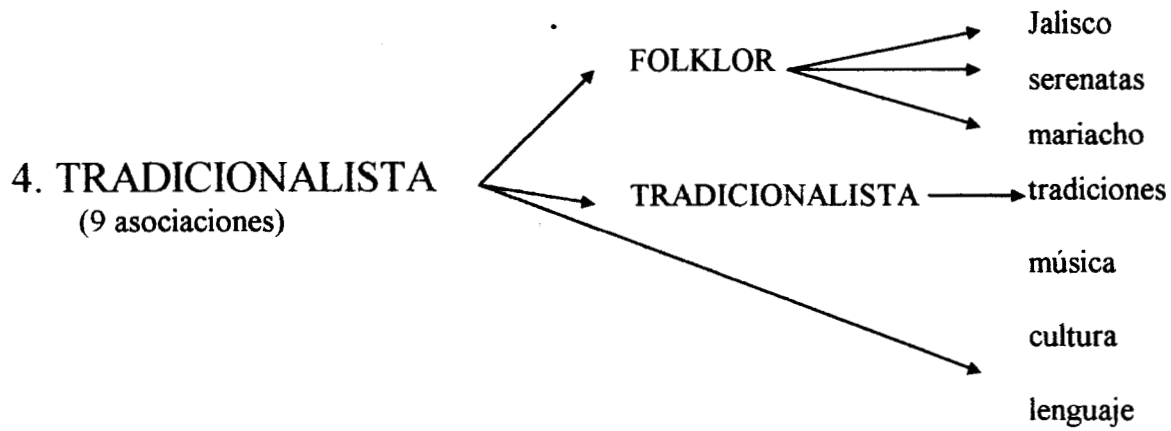 Jalisco
FOLKLOR
serenatas
mariacho
4. TRADICIONALISTA
(9 asociaciones)
TRADICIONALISTA
tradiciones
música
cultura
lenguaje